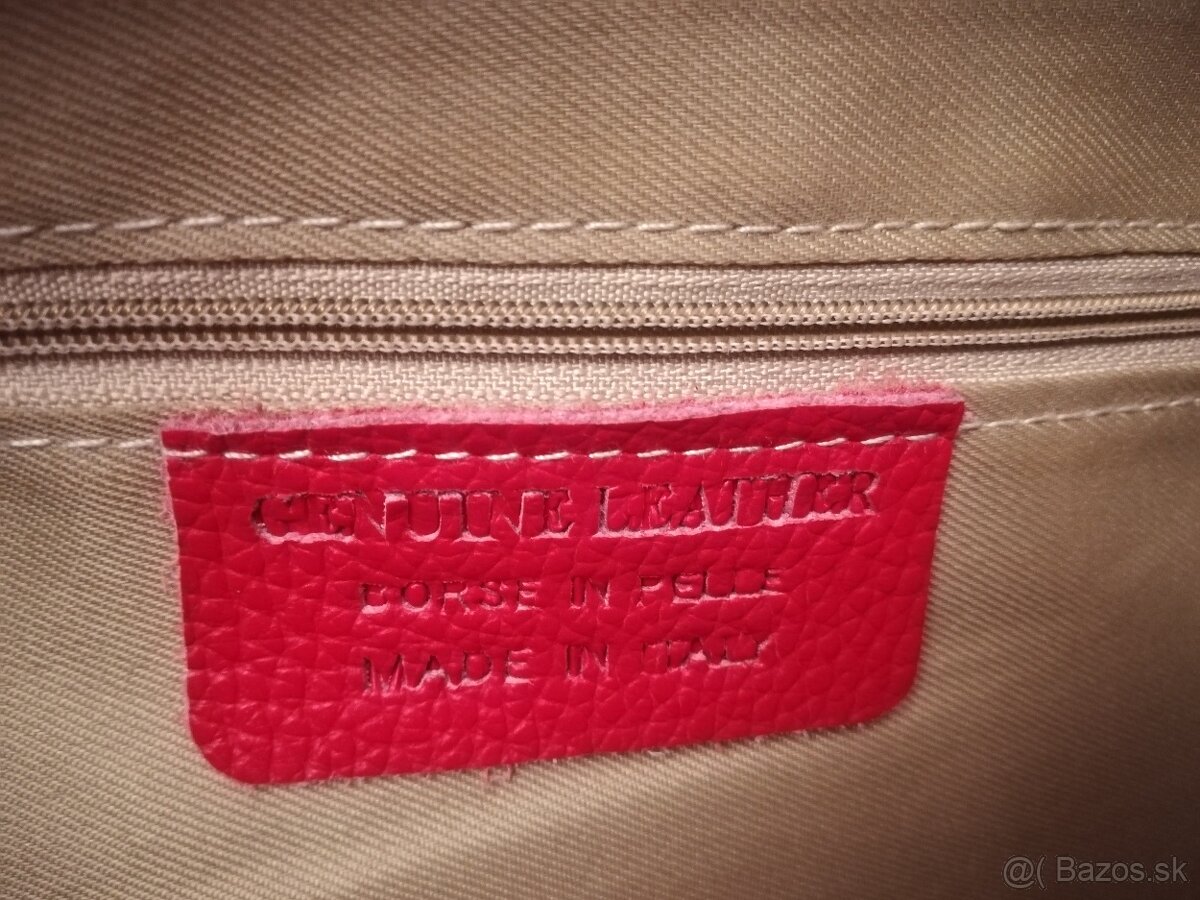 GENUINE LEATHER
BORSE IN PELLE
MADE IN ITALY
@( Bazos.sk